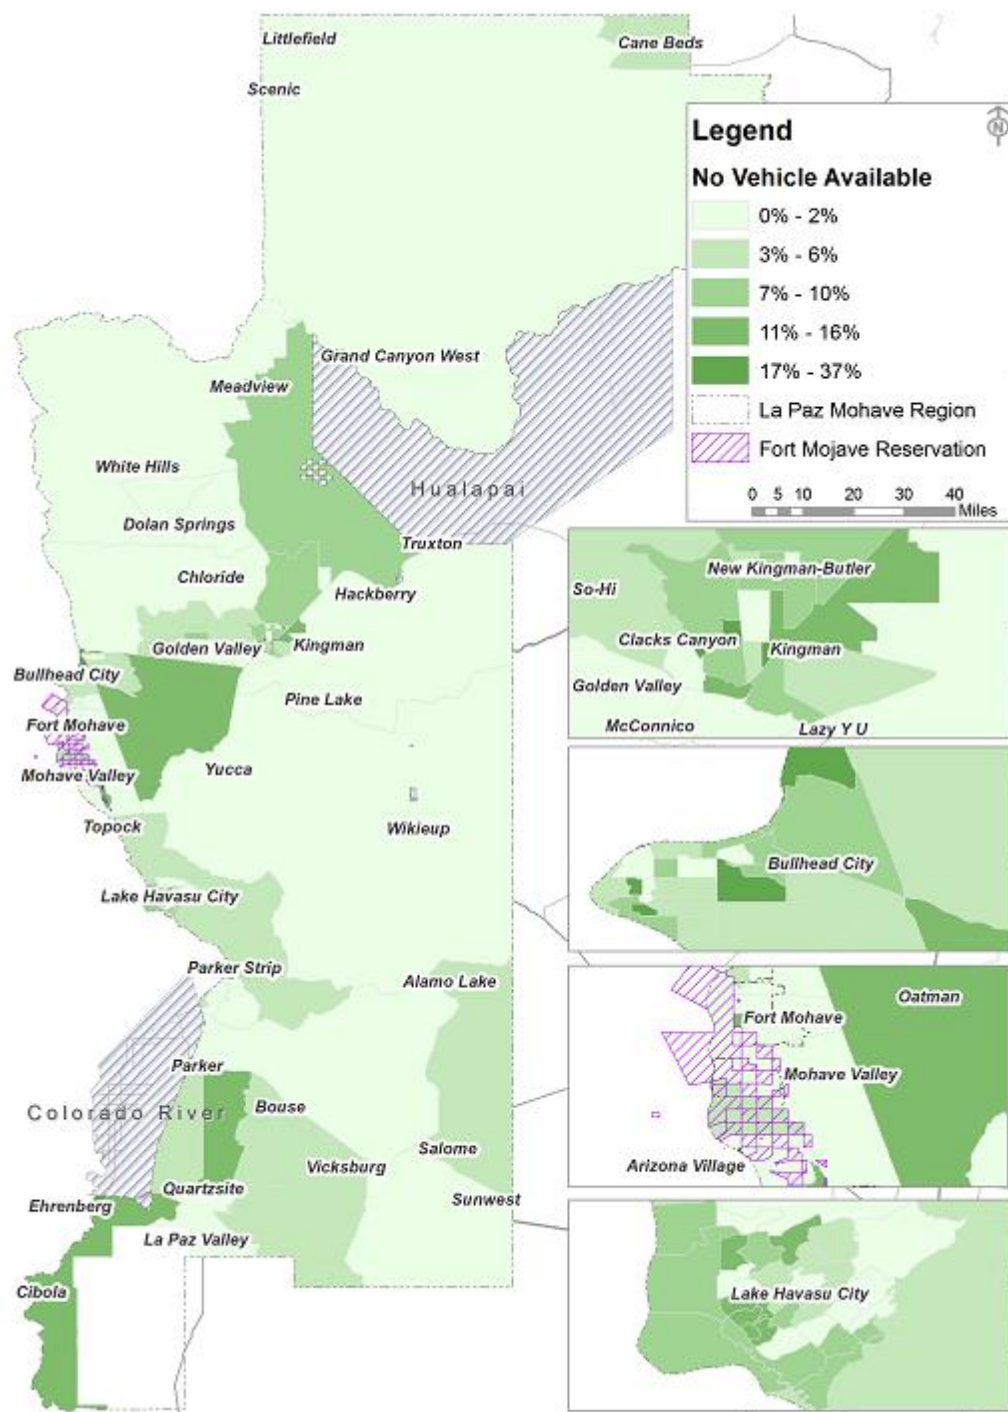 Littlefield
Cane Beds
Scenic
Legend
N
No Vehicle Available
0% - 2%
3% - 6%
7% - 10%
11% - 16%
17% - 37%
La Paz Mohave Region
Fort Mojave Reservation
0 5 10 20 30 40
Miles
Grand Canyon West
Meadview
White Hills
Hualapai
Dolan Springs
Truxton
Chloride
Hackberry
Golden Valley
Kingman
Bullhead City
Pine Lake
Fort Mohave
Mohave Valley
Yucca
Topock
Wikieup
Lake Havasu City
Parker Strip
Alamo Lake
Parker
Colorado River
Bouse
Salome
Vicksburg
Quartzsite
Sunwest
Ehrenberg
La Paz Valley
Cibola
New Kingman-Butler
So-Hi
Clacks Canyon
Kingman
Golden Valley
McConnico
Lazy Y U
Bullhead City
Oatman
Fort Mohave
Mohave Valley
Arizona Village
Lake Havasu City